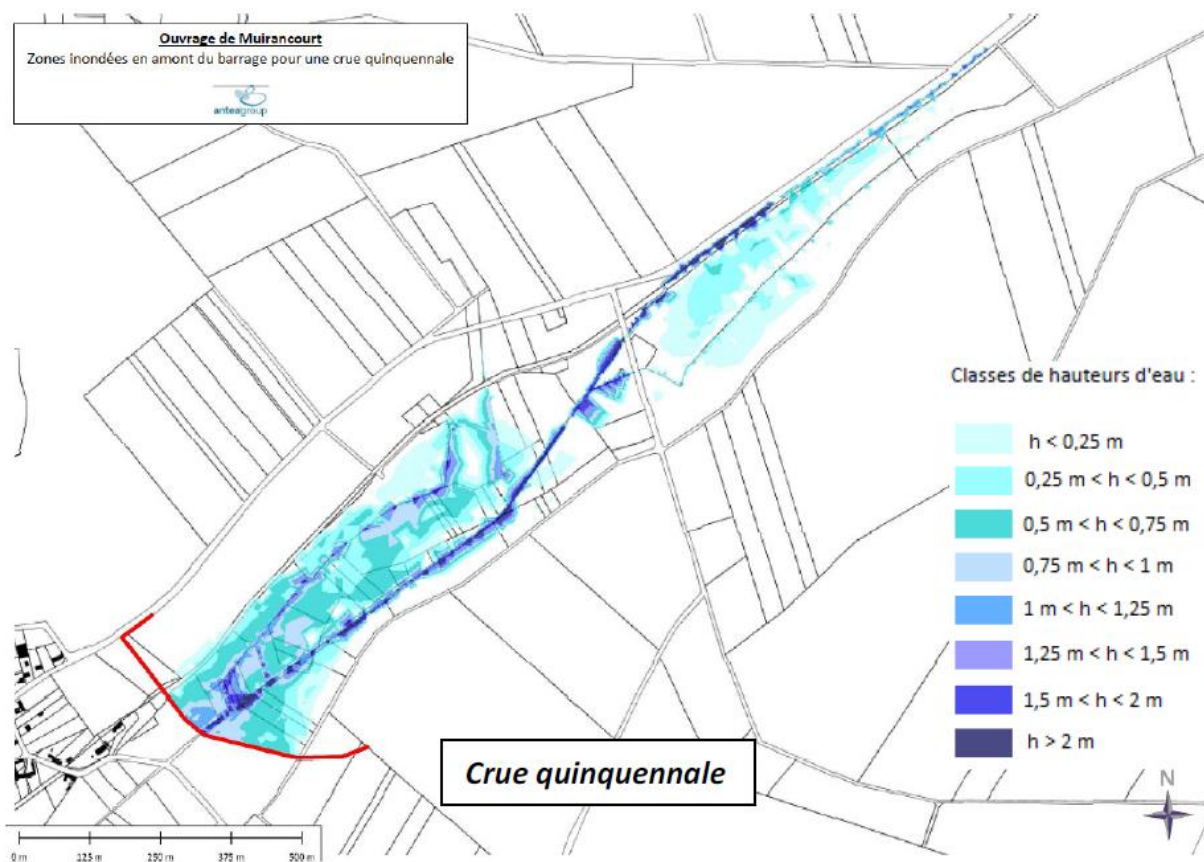 Ouvrage de Muirancourt
Zones inondées en amont du barrage pour une crue quinquennale
anteagroup
Classes de hauteurs d'eau :
h < 0,25 m
0,25 m < h < 0,5 m
0,5 m < h < 0,75 m
0,75 m < h < 1 m
1 m < h < 1,25 m
1,25 m < h < 1,5 m
1,5 m < h < 2 m
h > 2 m
Crue quinquennale
N
0 m 125 m 250 m 375 m 500 m